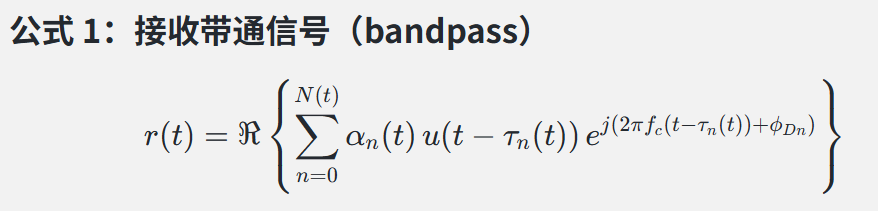 公式 1：接收带通信号（bandpass）
r(t) = ℜ { ∑_{n=0}^{N(t)} α_n(t) u(t − τ_n(t)) e^{j(2πf_c(t−τ_n(t))+ϕ_{Dn})} }